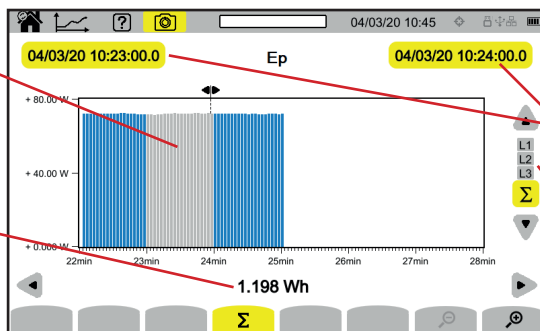 ?
04/03/20 10:45
04/03/20 10:23:00.0
Ep
04/03/20 10:24:00.0
+ 80.00 W
+ 40.00 W
+ 0.000 W
22min 23min 24min 25min 26min 27min 28min
L1
L2
L3
Σ
1.198 Wh
Σ